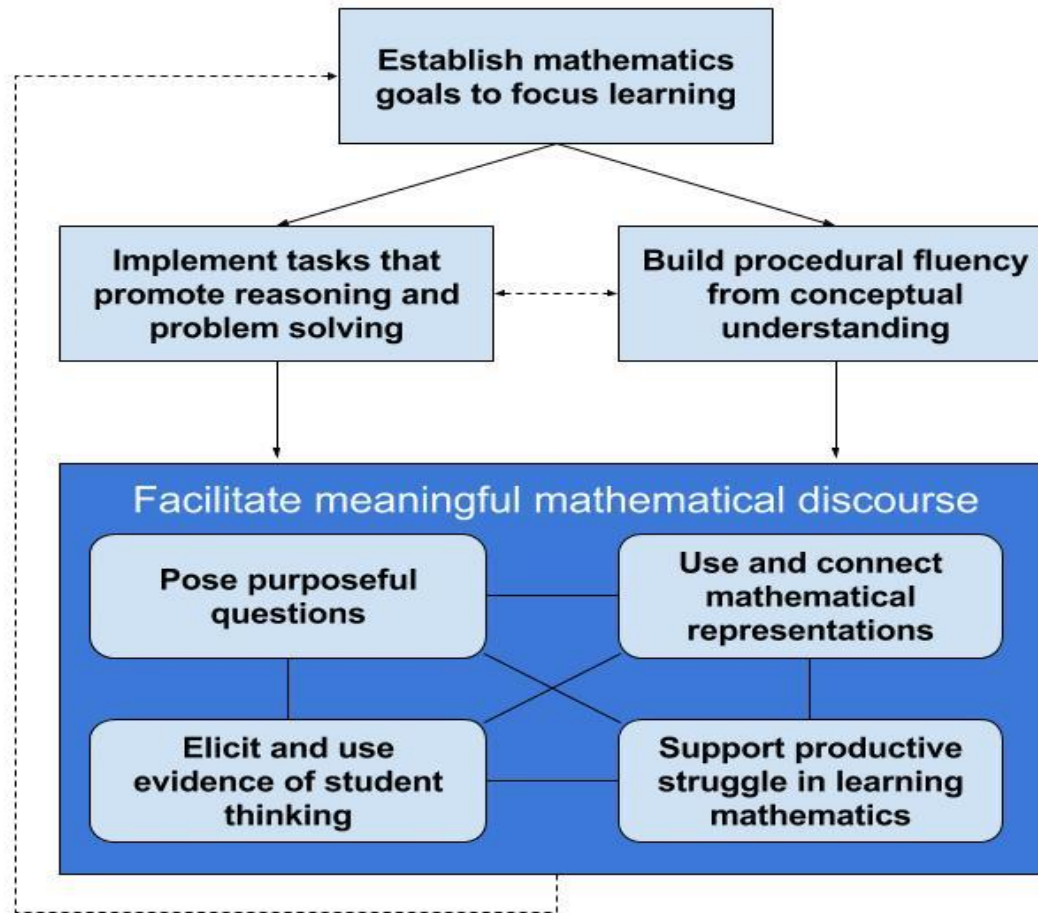 Establish mathematics
goals to focus learning
Implement tasks that
promote reasoning and
problem solving
Build procedural fluency
from conceptual
understanding
Facilitate meaningful mathematical discourse
Pose purposeful
questions
Use and connect
mathematical
representations
Elicit and use
evidence of student
thinking
Support productive
struggle in learning
mathematics